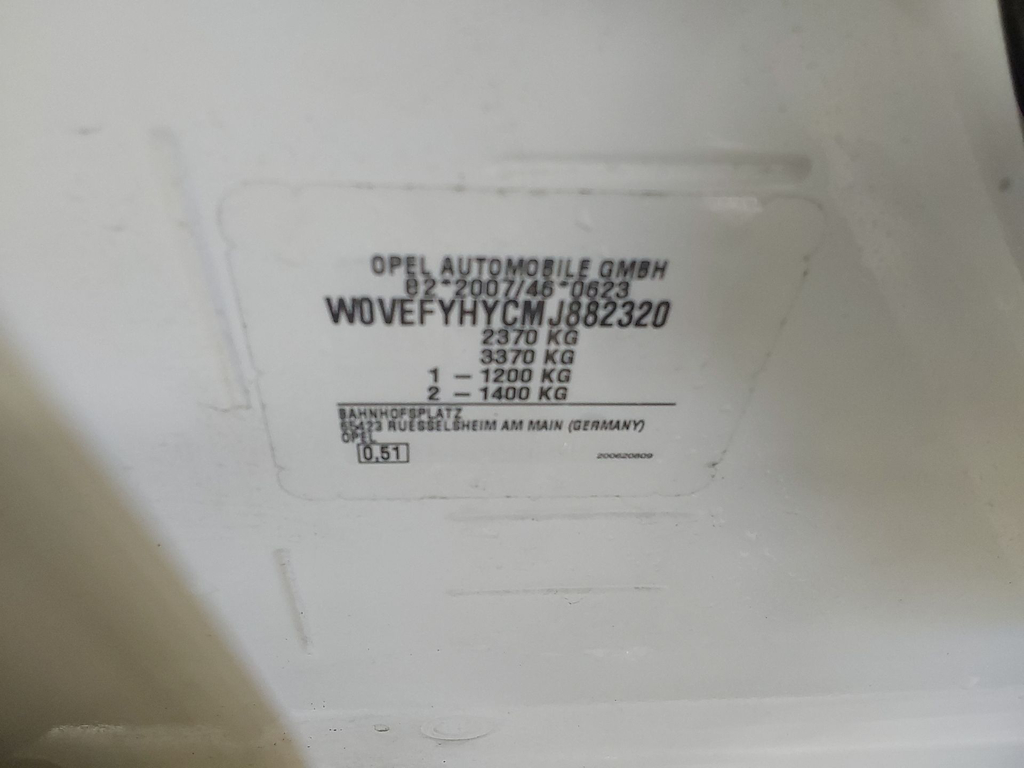 OPEL AUTOMOBILE GMBH
02*2007/46*0623
W0VEFYHYCMJ882320
2370 KG
3370 KG
1 – 1200 KG
2 – 1400 KG
BAHNHOFSPLATZ
65423 RUESSELSHEIM AM MAIN (GERMANY)
OPEL
0,51
200620809